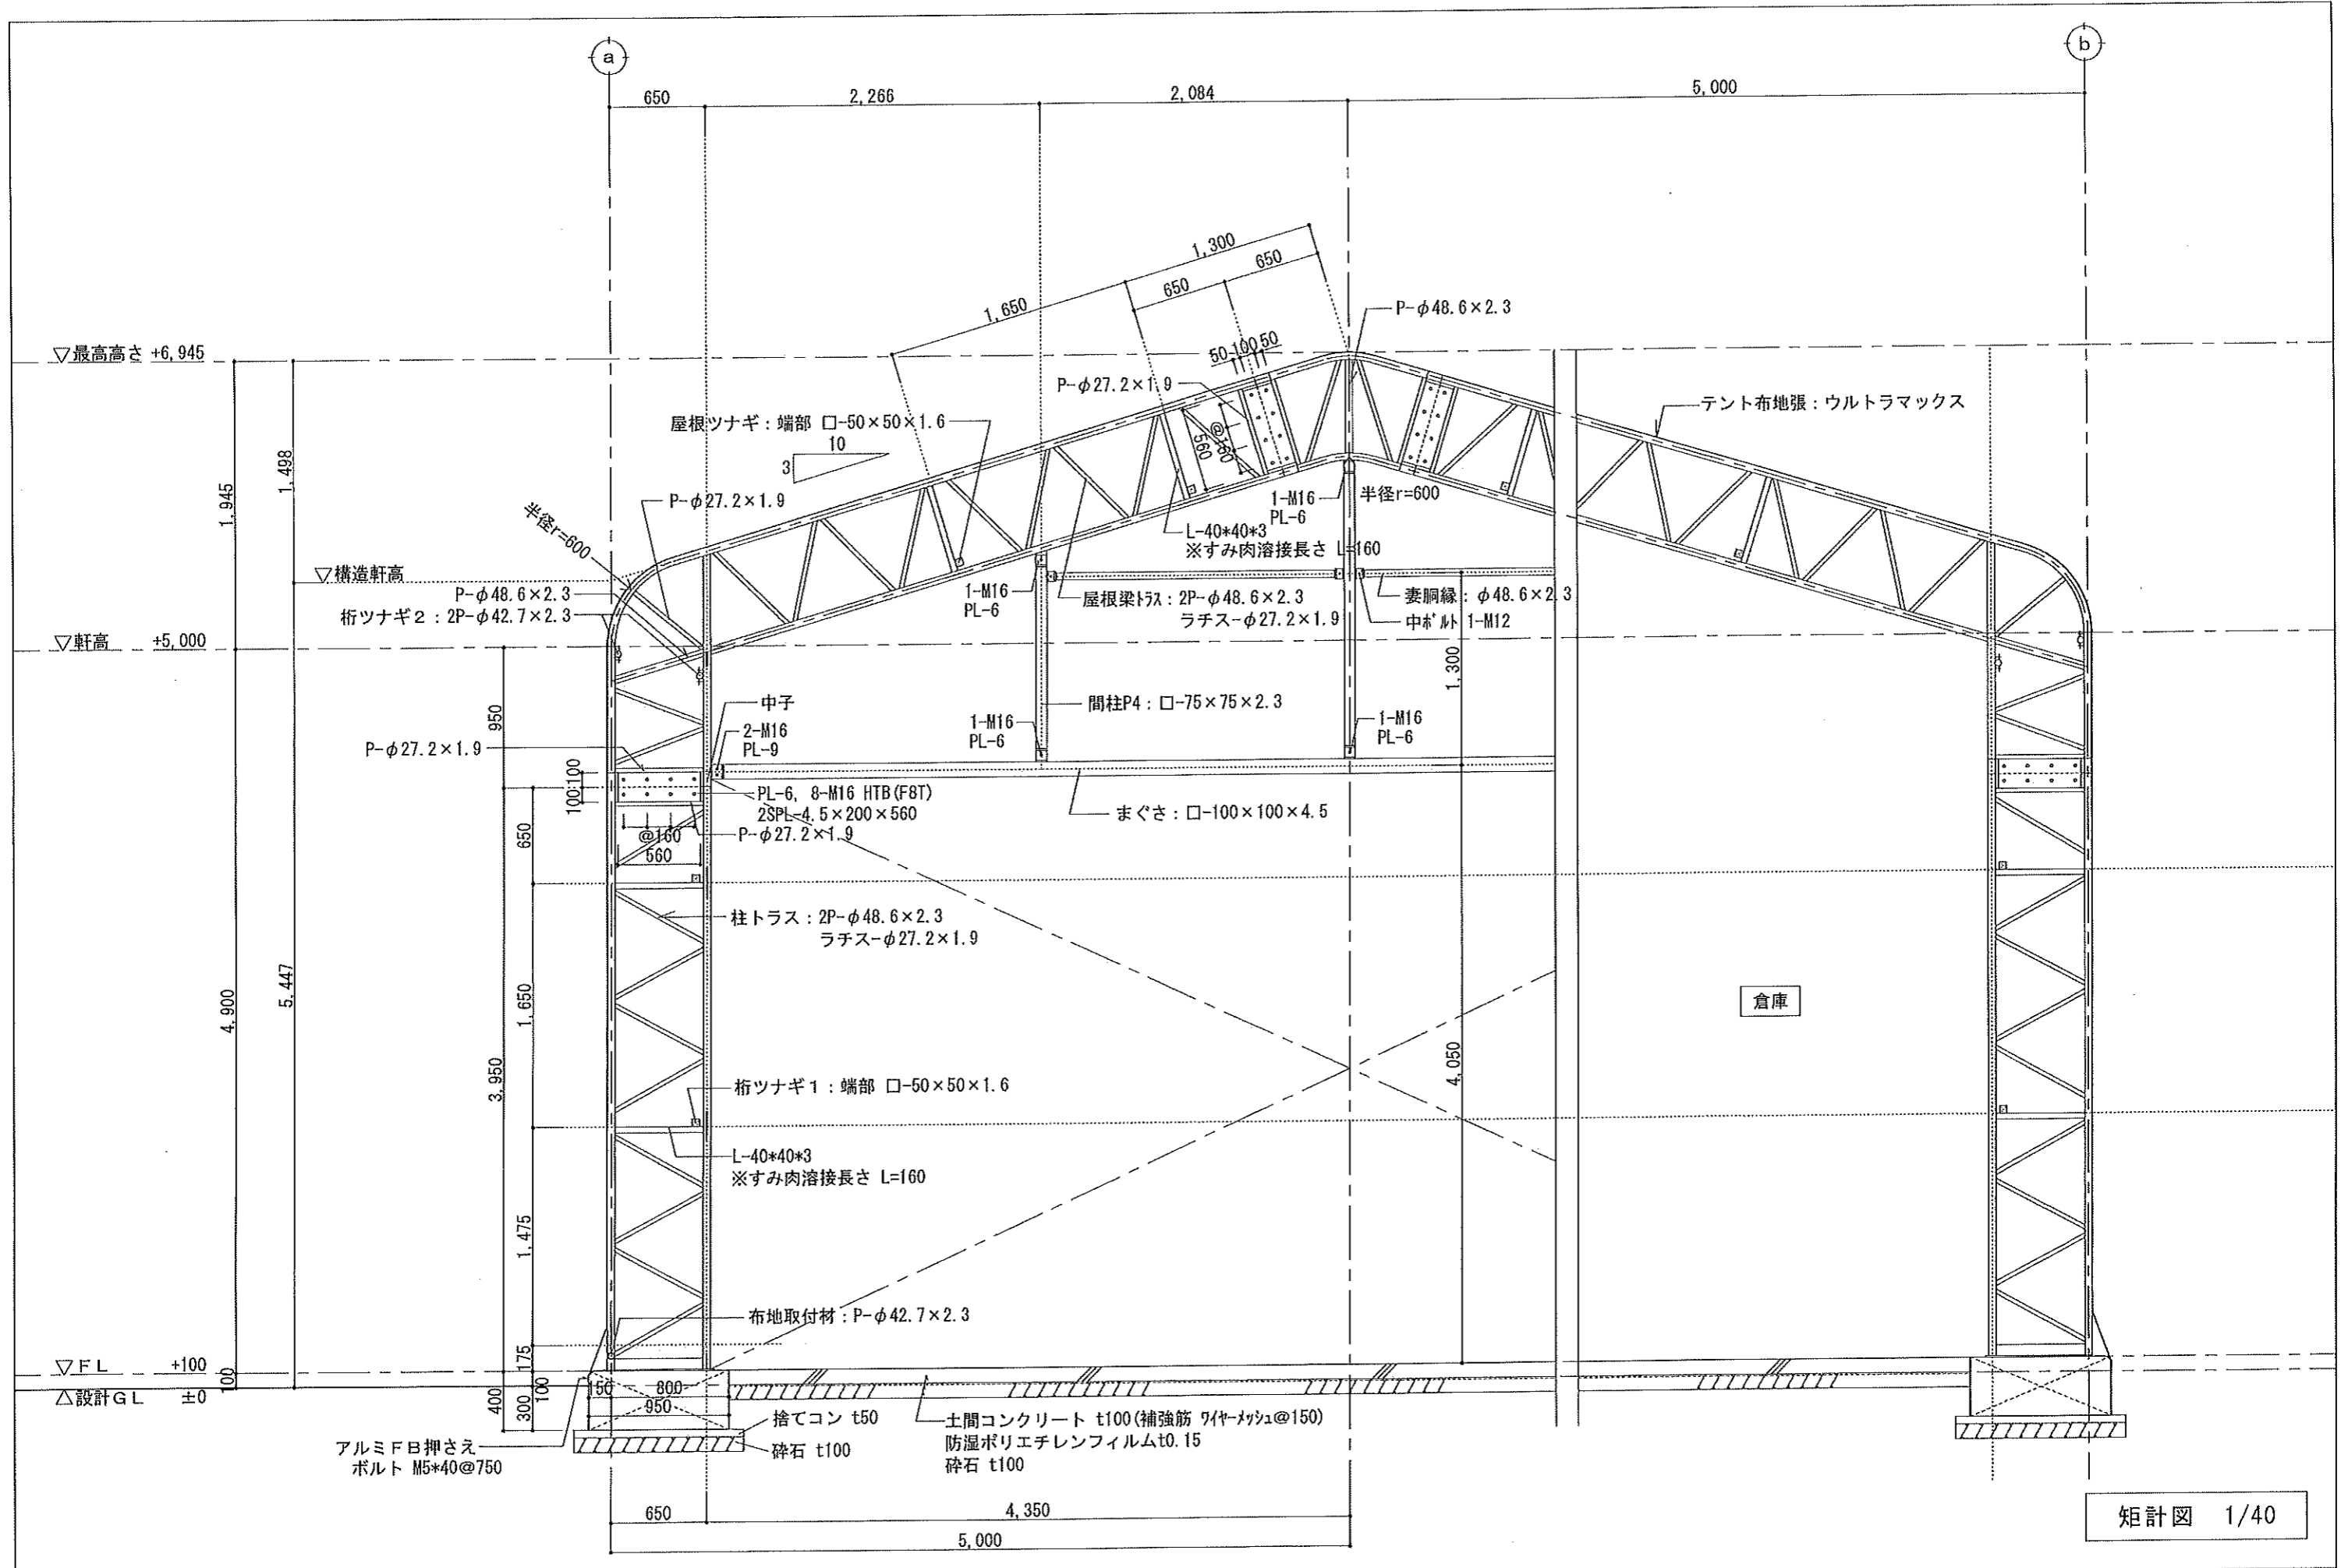 a
b
650
2,266
2,084
5,000
1,300
650
650
1,650
P-φ48.6×2.3
▽最高高さ +6,945
50 100 50
P-φ27.2×1.9
テント布地張：ウルトラマックス
屋根ツナギ：端部 □-50×50×1.6
10
3
@160
560
1,498
1,945
P-φ27.2×1.9
半径r=600
1-M16
PL-6
半径r=600
L-40*40*3
※すみ肉溶接長さ L=160
▽構造軒高
P-φ48.6×2.3
桁ツナギ２：2P-φ42.7×2.3
1-M16
PL-6
屋根梁トラス：2P-φ48.6×2.3
ラチス-φ27.2×1.9
妻胴縁：φ48.6×2.3
中ボルト 1-M12
▽軒高 +5,000
1,300
950
中子
2-M16
PL-9
間柱P4：□-75×75×2.3
1-M16
PL-6
1-M16
PL-6
P-φ27.2×1.9
100 100
PL-6, 8-M16 HTB(F8T)
2SPL-4.5×200×560
まぐさ：□-100×100×4.5
@160
P-φ27.2×1.9
560
650
柱トラス：2P-φ48.6×2.3
ラチス-φ27.2×1.9
4,900
5,447
1,650
3,950
倉庫
4,050
桁ツナギ１：端部 □-50×50×1.6
L-40*40*3
※すみ肉溶接長さ L=160
1,475
布地取付材：P-φ42.7×2.3
▽ＦＬ +100
100
175
△設計ＧＬ ±0
400
300
100
150
800
950
捨てコン t50
砕石 t100
土間コンクリート t100(補強筋 ワイヤーメッシュ@150)
防湿ポリエチレンフィルムt0.15
砕石 t100
アルミＦＢ押さえ
ボルト M5*40@750
650
4,350
5,000
矩計図 1/40